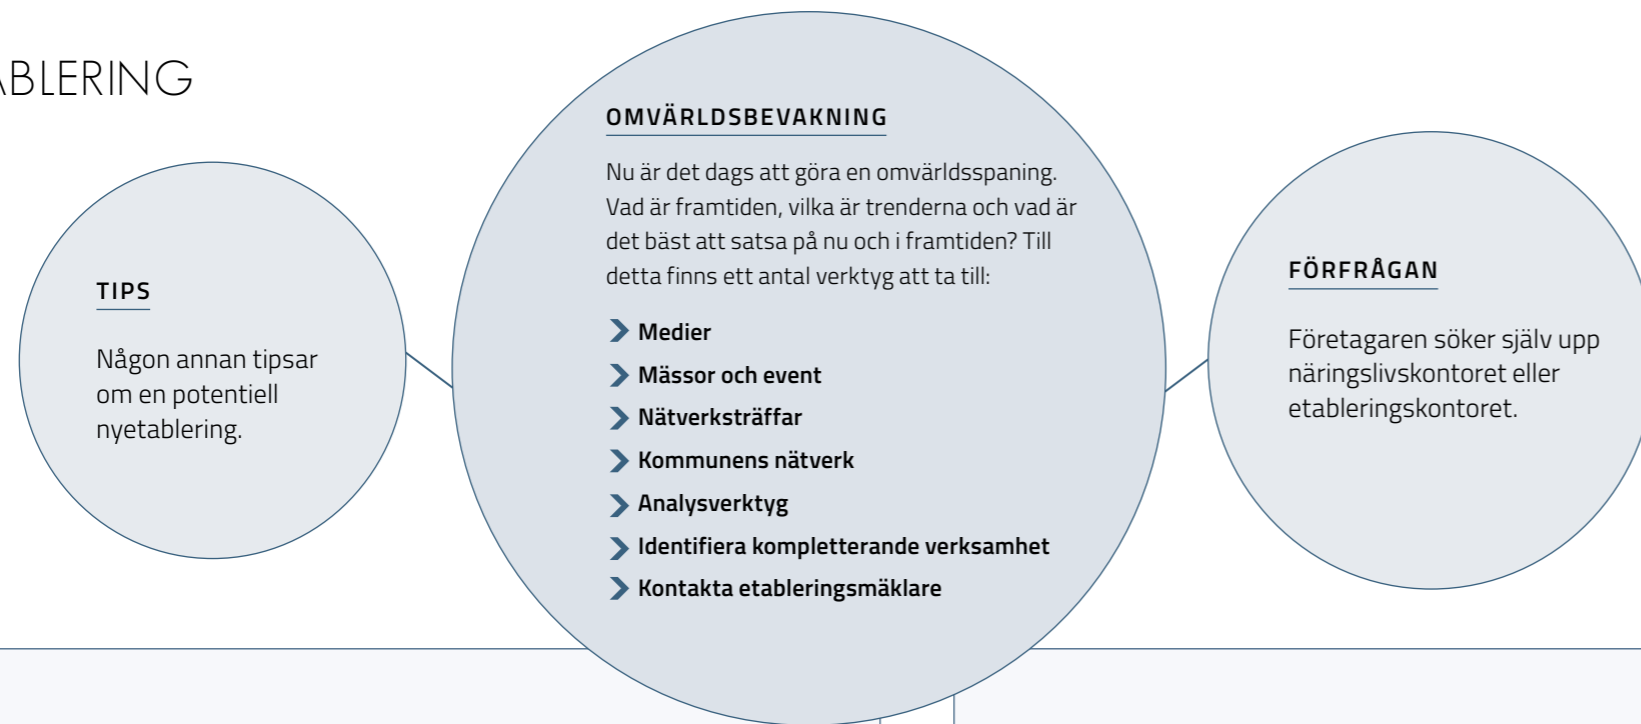 ABLERING
TIPS
Någon annan tipsar
om en potentiell
nyetablering.
OMVÄRLDSBEVAKNING
Nu är det dags att göra en omvärldsspaning.
Vad är framtiden, vilka är trenderna och vad är
det bäst att satsa på nu och i framtiden? Till
detta finns ett antal verktyg att ta till:
Medier
Mässor och event
Nätverksträffar
Kommunens nätverk
Analysverktyg
Identifiera kompletterande verksamhet
Kontakta etableringsmäklare
FÖRFRÅGAN
Företagaren söker själv upp
näringslivskontoret eller
etableringskontoret.